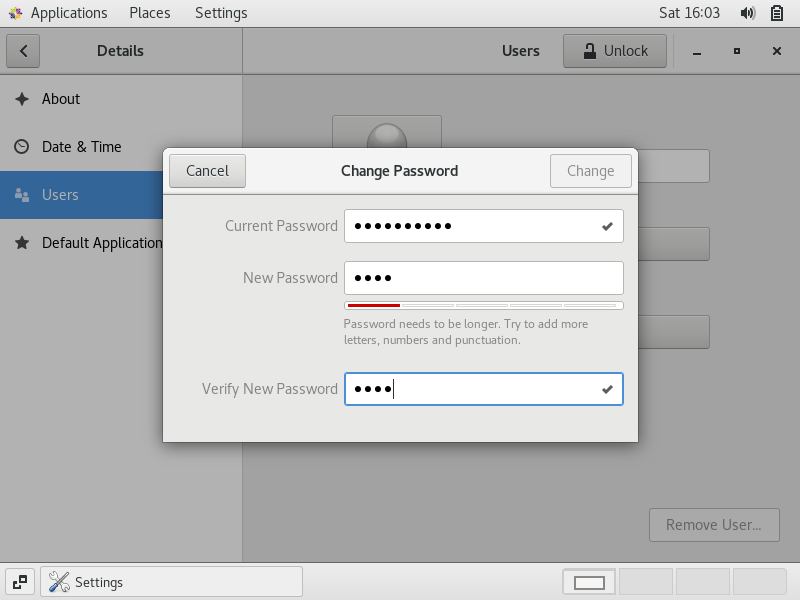 Applications Places Settings Sat 16:03
Details Users Unlock
About
Date & Time
Users
Default Application
Cancel Change Password Change
Current Password ●●●●●●●●●●
New Password ●●●●
Password needs to be longer. Try to add more
letters, numbers and punctuation.
Verify New Password ●●●●
Remove User...
Settings